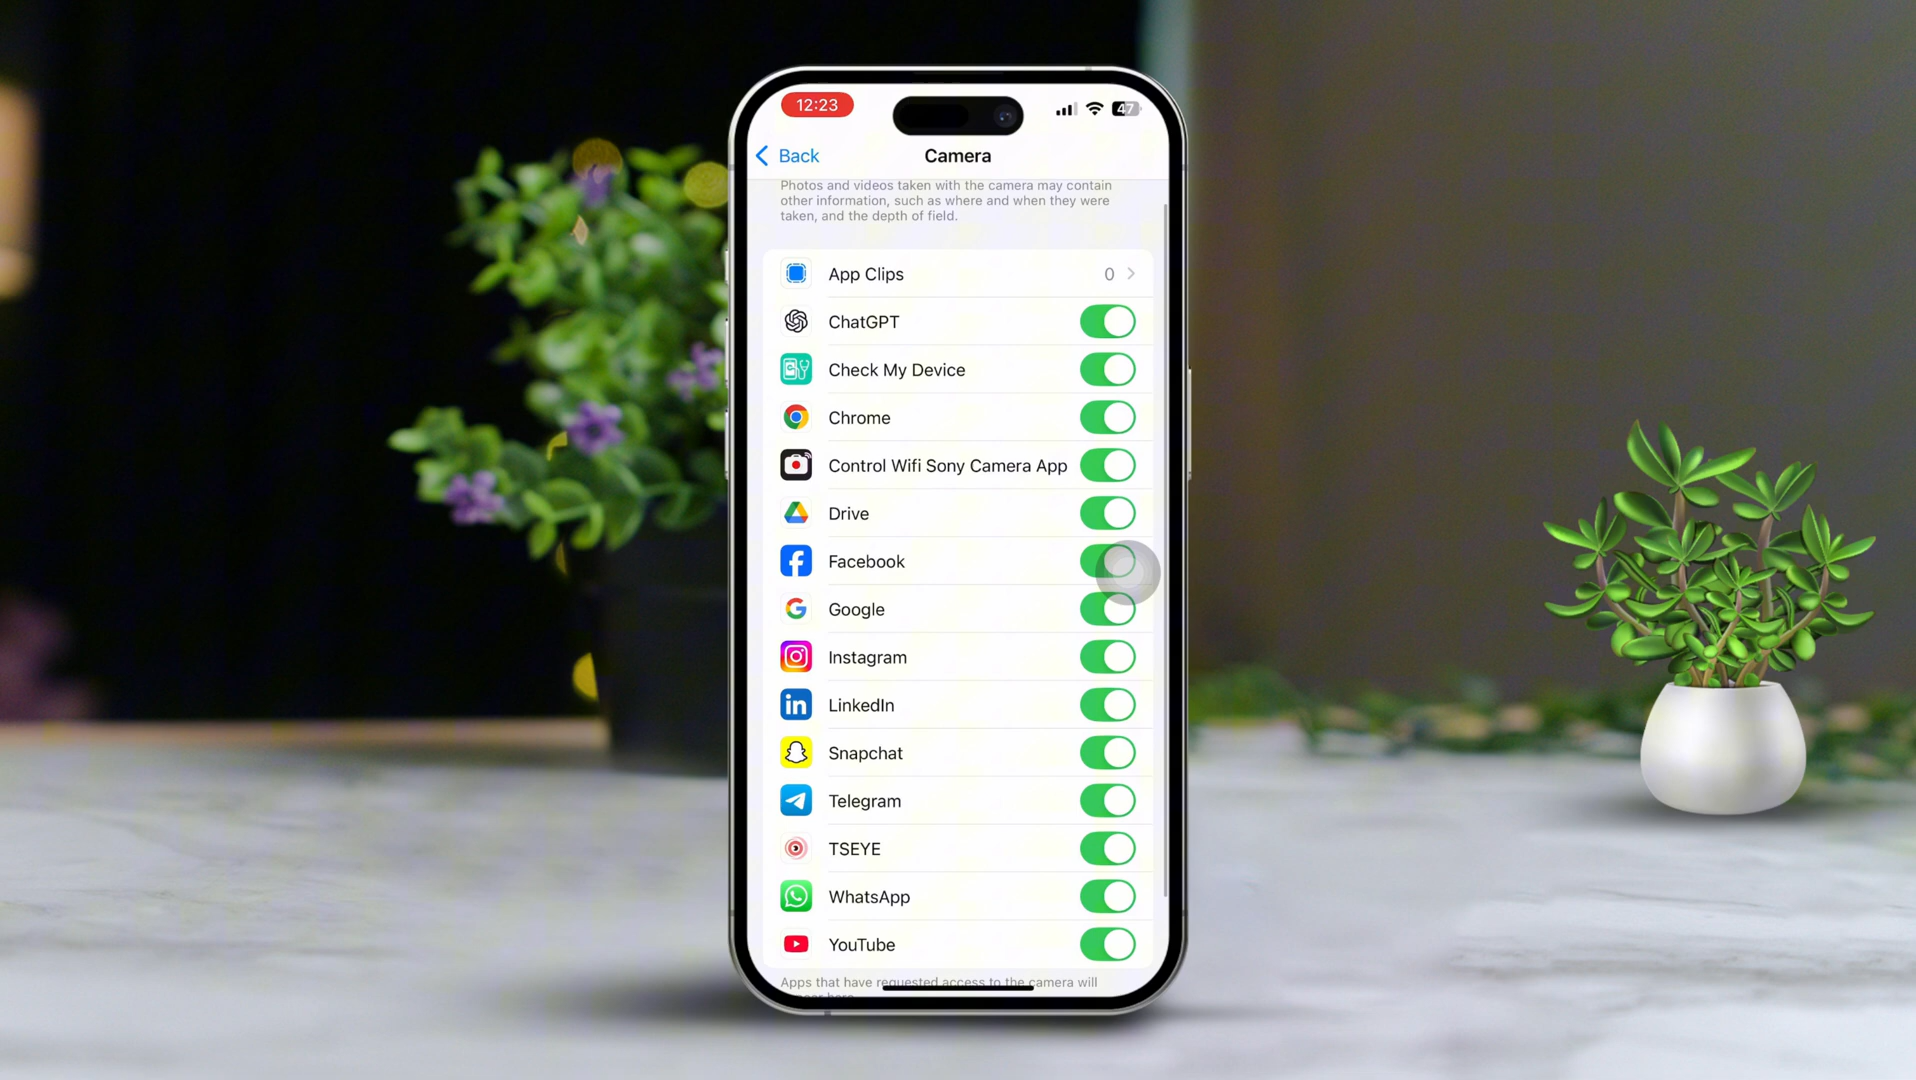 12:23
47
Back
Camera
Photos and videos taken with the camera may contain
other information, such as where and when they were
taken, and the depth of field.
App Clips 0
ChatGPT
Check My Device
Chrome
Control Wifi Sony Camera App
Drive
Facebook
Google
Instagram
LinkedIn
Snapchat
Telegram
TSEYE
WhatsApp
YouTube
Apps that have requested access to the camera will
here